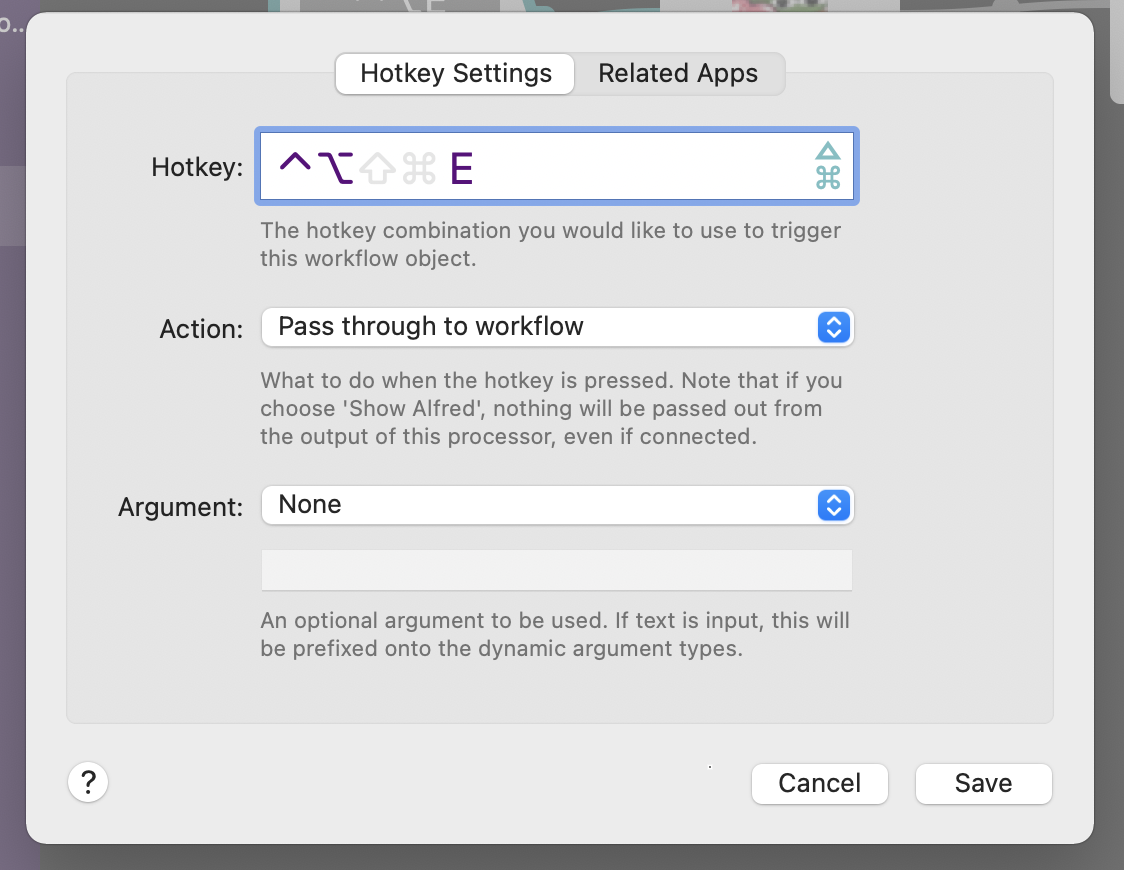 o..
Hotkey Settings Related Apps
Hotkey: ⌃⌥⇧⌘ E
The hotkey combination you would like to use to trigger
this workflow object.
Action: Pass through to workflow
What to do when the hotkey is pressed. Note that if you
choose 'Show Alfred', nothing will be passed out from
the output of this processor, even if connected.
Argument: None
An optional argument to be used. If text is input, this will
be prefixed onto the dynamic argument types.
? Cancel Save